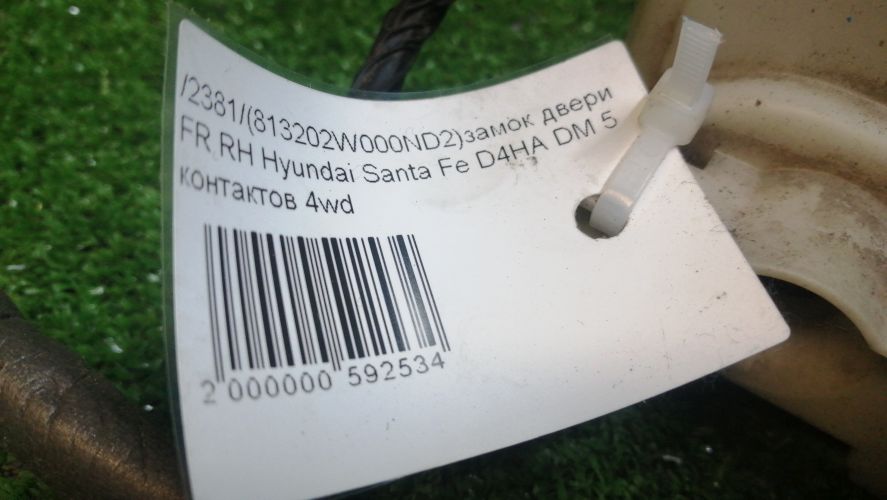 /2381/(813202W000ND2)замок двери
FR RH Hyundai Santa Fe D4HA DM 5
контактов 4wd
2 000000 592534